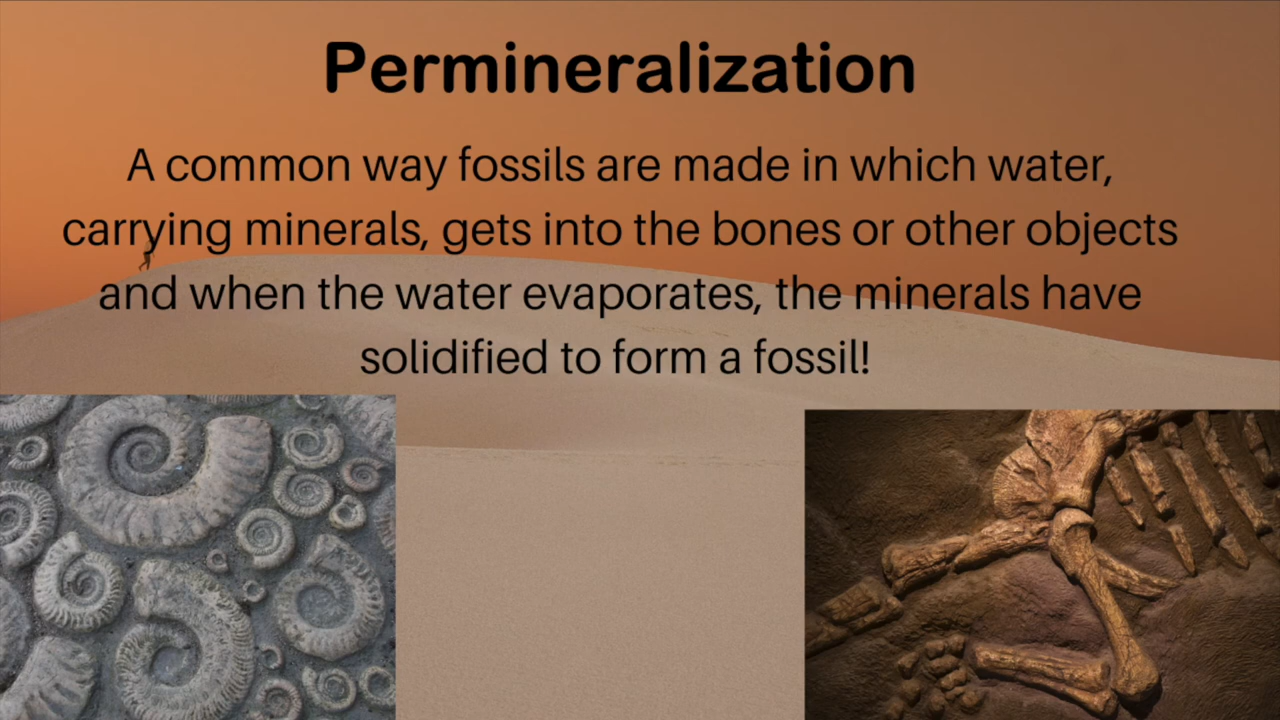 Permineralization
A common way fossils are made in which water,
carrying minerals, gets into the bones or other objects
and when the water evaporates, the minerals have
solidified to form a fossil!